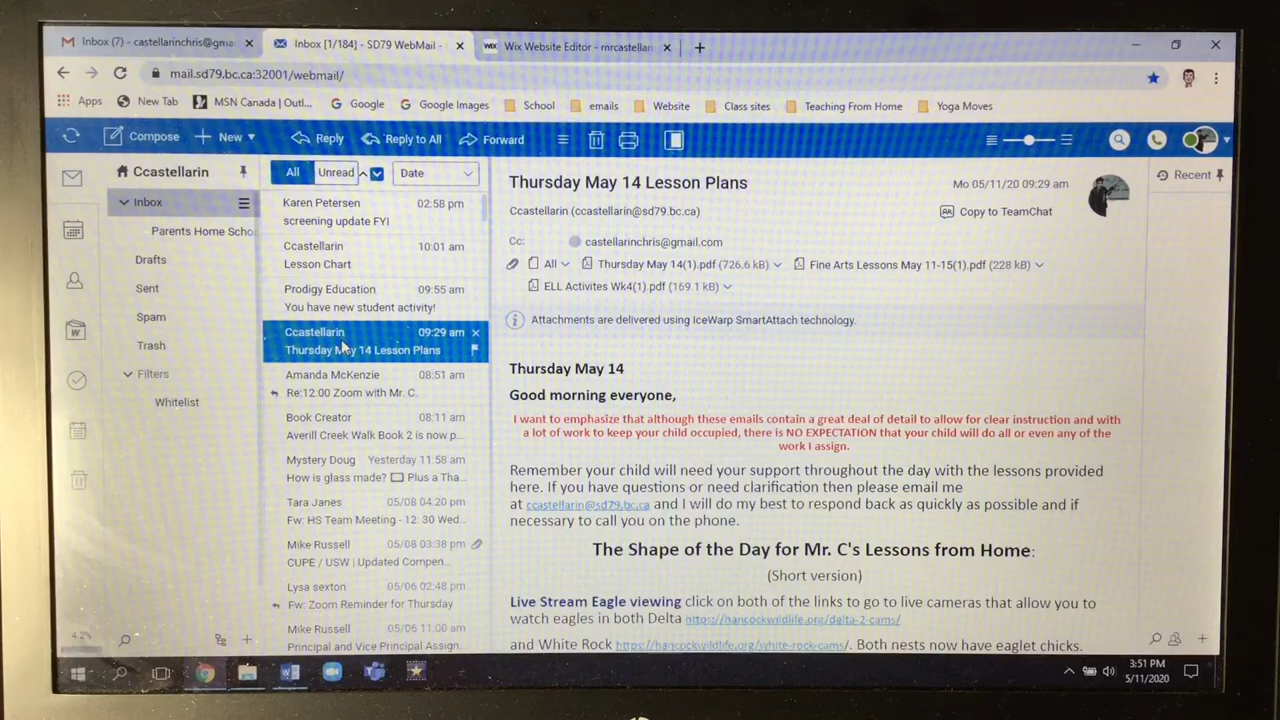 Inbox (7) - castellarinchris@gma
Inbox [1/184] - SD79 WebMail -
WiX Wix Website Editor - mrcastellari
mail.sd79.bc.ca:32001/webmail/
Apps New Tab MSN Canada | Outl... Google Google Images School emails Website Class sites Teaching From Home Yoga Moves
Compose New Reply Reply to All Forward
Ccastellarin
Inbox
Parents Home Scho
Drafts
Sent
Spam
Trash
Filters
Whitelist
4.2%
All Unread Date
Karen Petersen 02:58 pm
screening update FYI
Ccastellarin 10:01 am
Lesson Chart
Prodigy Education 09:55 am
You have new student activity!
Ccastellarin 09:29 am
Thursday May 14 Lesson Plans
Amanda McKenzie 08:51 am
Re:12:00 Zoom with Mr. C.
Book Creator 08:11 am
Averill Creek Walk Book 2 is now p...
Mystery Doug Yesterday 11:58 am
How is glass made? Plus a Tha...
Tara Janes 05/08 04:20 pm
Fw: HS Team Meeting - 12: 30 Wed...
Mike Russell 05/08 03:38 pm
CUPE / USW | Updated Compen...
Lysa sexton 05/06 02:48 pm
Fw: Zoom Reminder for Thursday
Mike Russell 05/06 11:00 am
Principal and Vice Principal Assign...
Thursday May 14 Lesson Plans
Mo 05/11/20 09:29 am
Ccastellarin (ccastellarin@sd79.bc.ca)
Copy to TeamChat
Cc: castellarinchris@gmail.com
All Thursday May 14(1).pdf (726.6 kB) Fine Arts Lessons May 11-15(1).pdf (228 kB)
ELL Activites Wk4(1).pdf (169.1 kB)
Attachments are delivered using IceWarp SmartAttach technology.
Thursday May 14
Good morning everyone,
I want to emphasize that although these emails contain a great deal of detail to allow for clear instruction and with
a lot of work to keep your child occupied, there is NO EXPECTATION that your child will do all or even any of the
work I assign.
Remember your child will need your support throughout the day with the lessons provided
here. If you have questions or need clarification then please email me
at ccastellarin@sd79.bc.ca and I will do my best to respond back as quickly as possible and if
necessary to call you on the phone.
The Shape of the Day for Mr. C's Lessons from Home:
(Short version)
Live Stream Eagle viewing click on both of the links to go to live cameras that allow you to
watch eagles in both Delta https://hancockwildlife.org/delta-2-cams/
and White Rock https://hancockwildlife.org/white-rock-cams/. Both nests now have eaglet chicks.
Recent
3:51 PM
5/11/2020